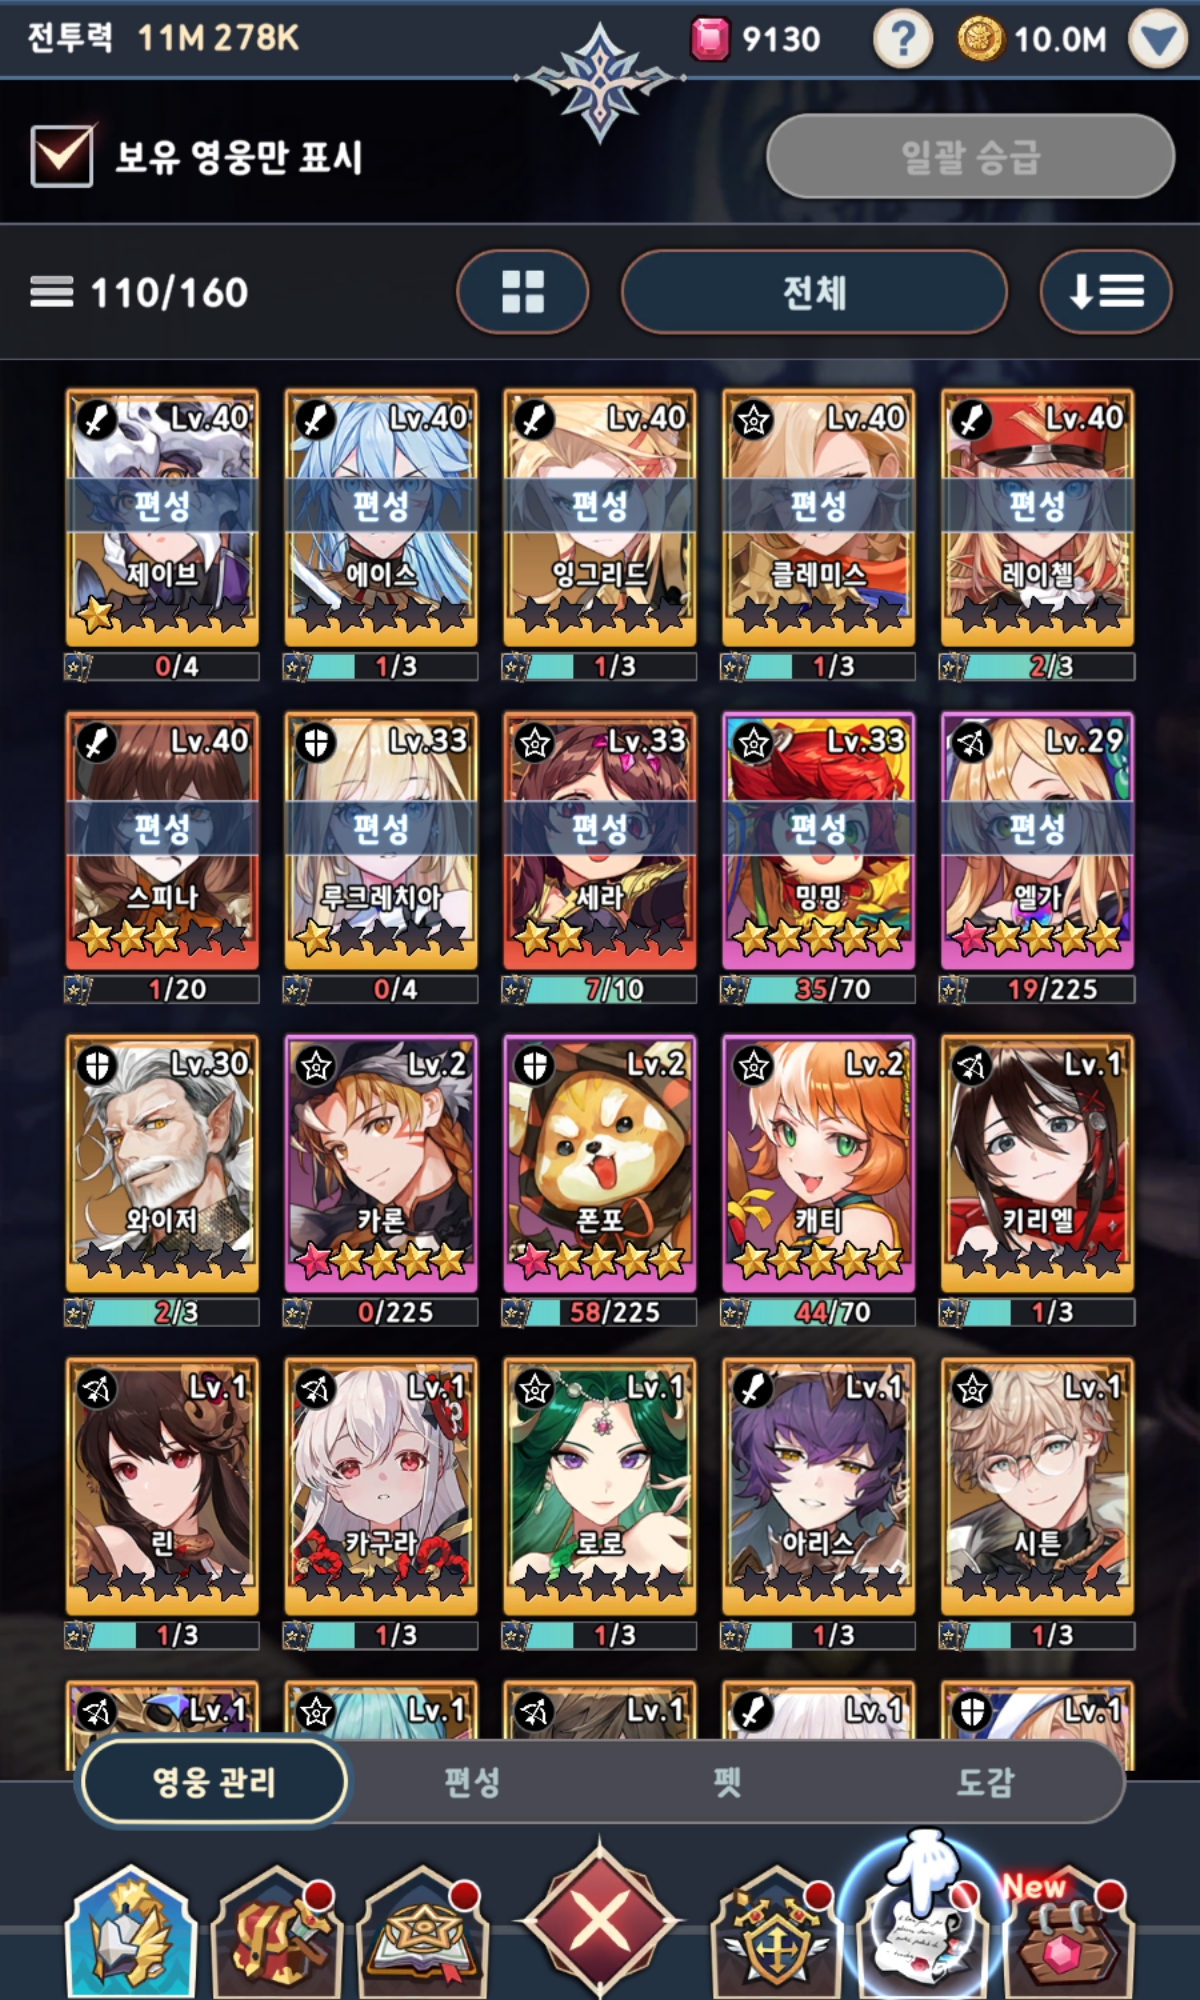 전투력 11M 278K 9130 ? 10.0M
보유 영웅만 표시 일괄 승급
110/160 전체
Lv.40 Lv.40 Lv.40 Lv.40 Lv.40
편성 편성 편성 편성 편성
제이브 에이스 잉그리드 클레미스 레이첼
0/4 1/3 1/3 1/3 2/3
Lv.40 Lv.33 Lv.33 Lv.33 Lv.29
편성 편성 편성 편성 편성
스피나 루크레치아 세라 밍밍 엘가
1/20 0/4 7/10 35/70 19/225
Lv.30 Lv.2 Lv.2 Lv.2 Lv.1
와이저 카론 폰포 캐티 키리엘
2/3 0/225 58/225 44/70 1/3
Lv.1 Lv.1 Lv.1 Lv.1 Lv.1
린 카구라 로로 아리스 시튼
1/3 1/3 1/3 1/3 1/3
Lv.1 Lv.1 Lv.1 Lv.1 Lv.1
영웅 관리 편성 펫 도감
New